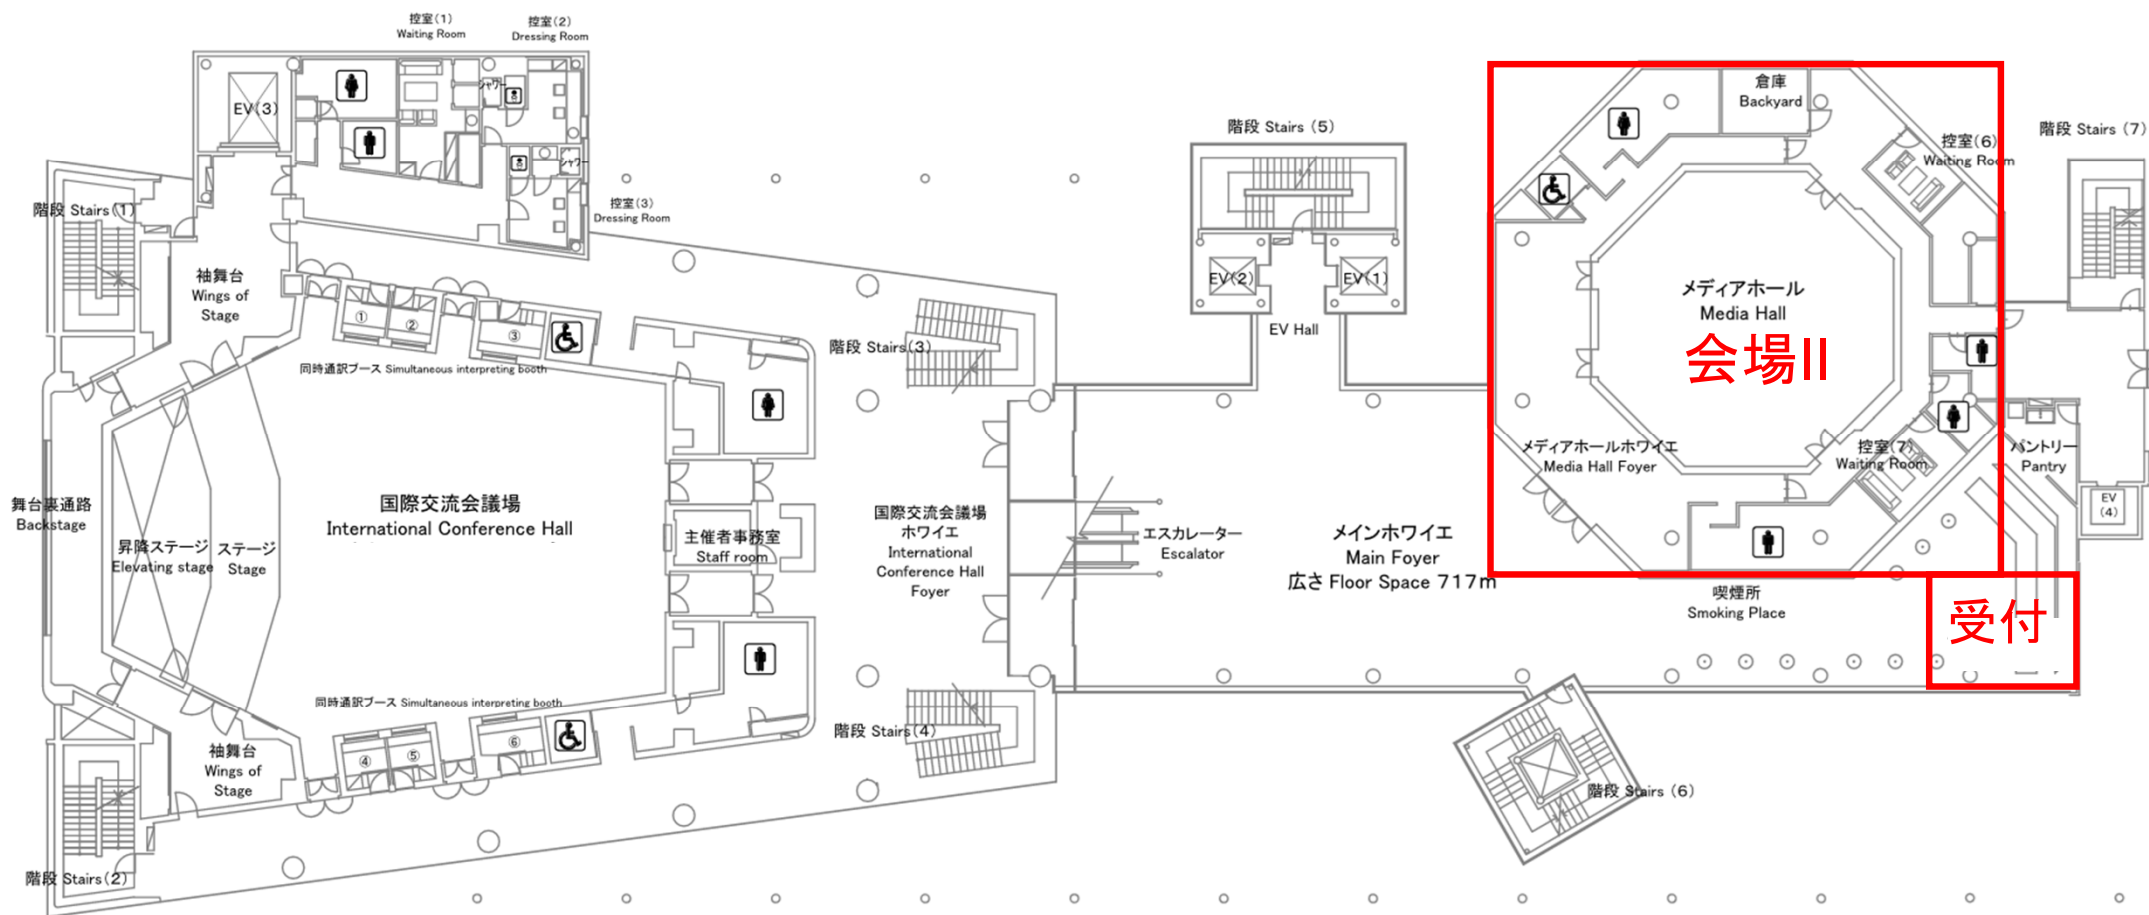 控室(1)
Waiting Room
控室(2)
Dressing Room
EV(3)
シャワー
シャワー
控室(3)
Dressing Room
階段 Stairs(1)
袖舞台
Wings of
Stage
①
②
③
同時通訳ブース Simultaneous interpreting booth
舞台裏通路
Backstage
昇降ステージ
Elevating stage
ステージ
Stage
国際交流会議場
International Conference Hall
主催者事務室
Staff room
同時通訳ブース Simultaneous interpreting booth
④
⑤
⑥
袖舞台
Wings of
Stage
階段 Stairs(2)
階段 Stairs(3)
国際交流会議場
ホワイエ
International
Conference Hall
Foyer
階段 Stairs(4)
階段 Stairs (5)
EV(2)
EV(1)
EV Hall
エスカレーター
Escalator
メインホワイエ
Main Foyer
広さ Floor Space 717m
倉庫
Backyard
控室(6)
Waiting Room
階段 Stairs (7)
メディアホール
Media Hall
会場II
メディアホールホワイエ
Media Hall Foyer
控室(7)
Waiting Room
パントリー
Pantry
EV
(4)
喫煙所
Smoking Place
受付
階段 Stairs (6)